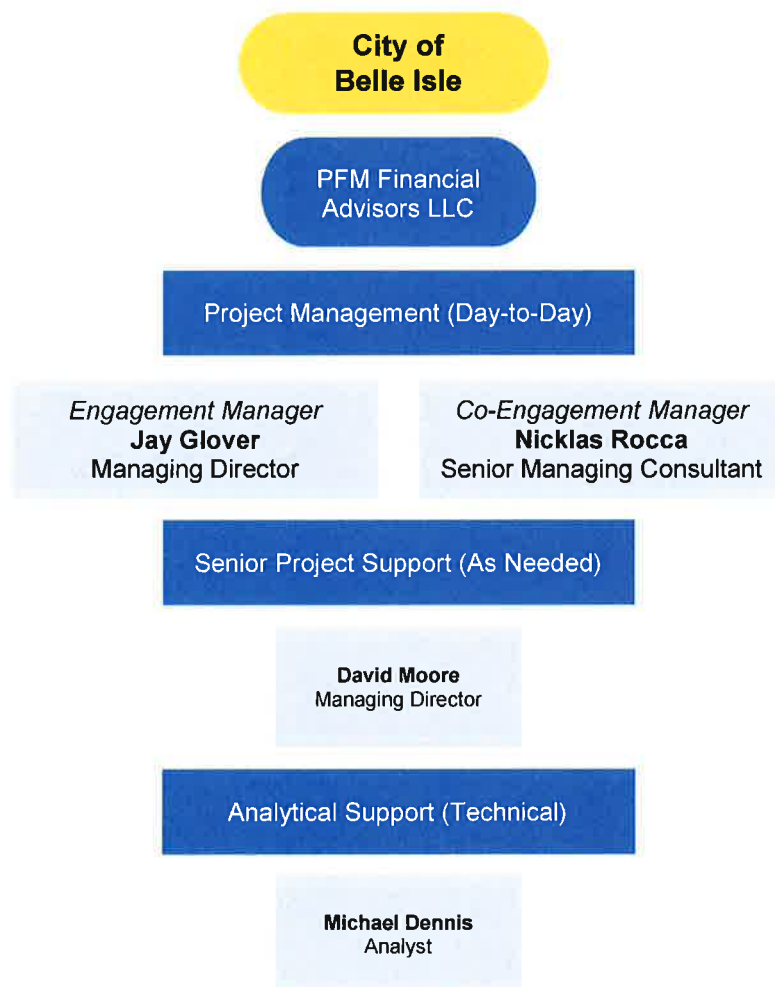 City of
Belle Isle
PFM Financial
Advisors LLC
Project Management (Day-to-Day)
Engagement Manager
Jay Glover
Managing Director
Co-Engagement Manager
Nicklas Rocca
Senior Managing Consultant
Senior Project Support (As Needed)
David Moore
Managing Director
Analytical Support (Technical)
Michael Dennis
Analyst